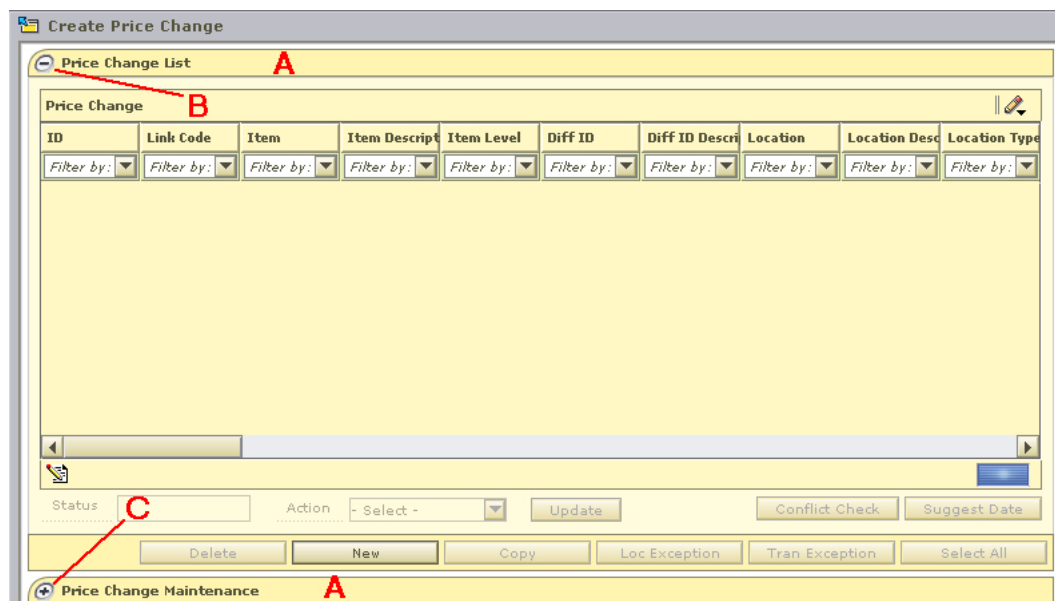 Create Price Change
Price Change List A
B
Price Change
ID Link Code Item Item Descript Item Level Diff ID Diff ID Descri Location Location Desc Location Type
Filter by: Filter by: Filter by: Filter by: Filter by: Filter by: Filter by: Filter by: Filter by: Filter by:
C
Status Action - Select - Update Conflict Check Suggest Date
Delete New Copy Loc Exception Tran Exception Select All
Price Change Maintenance A